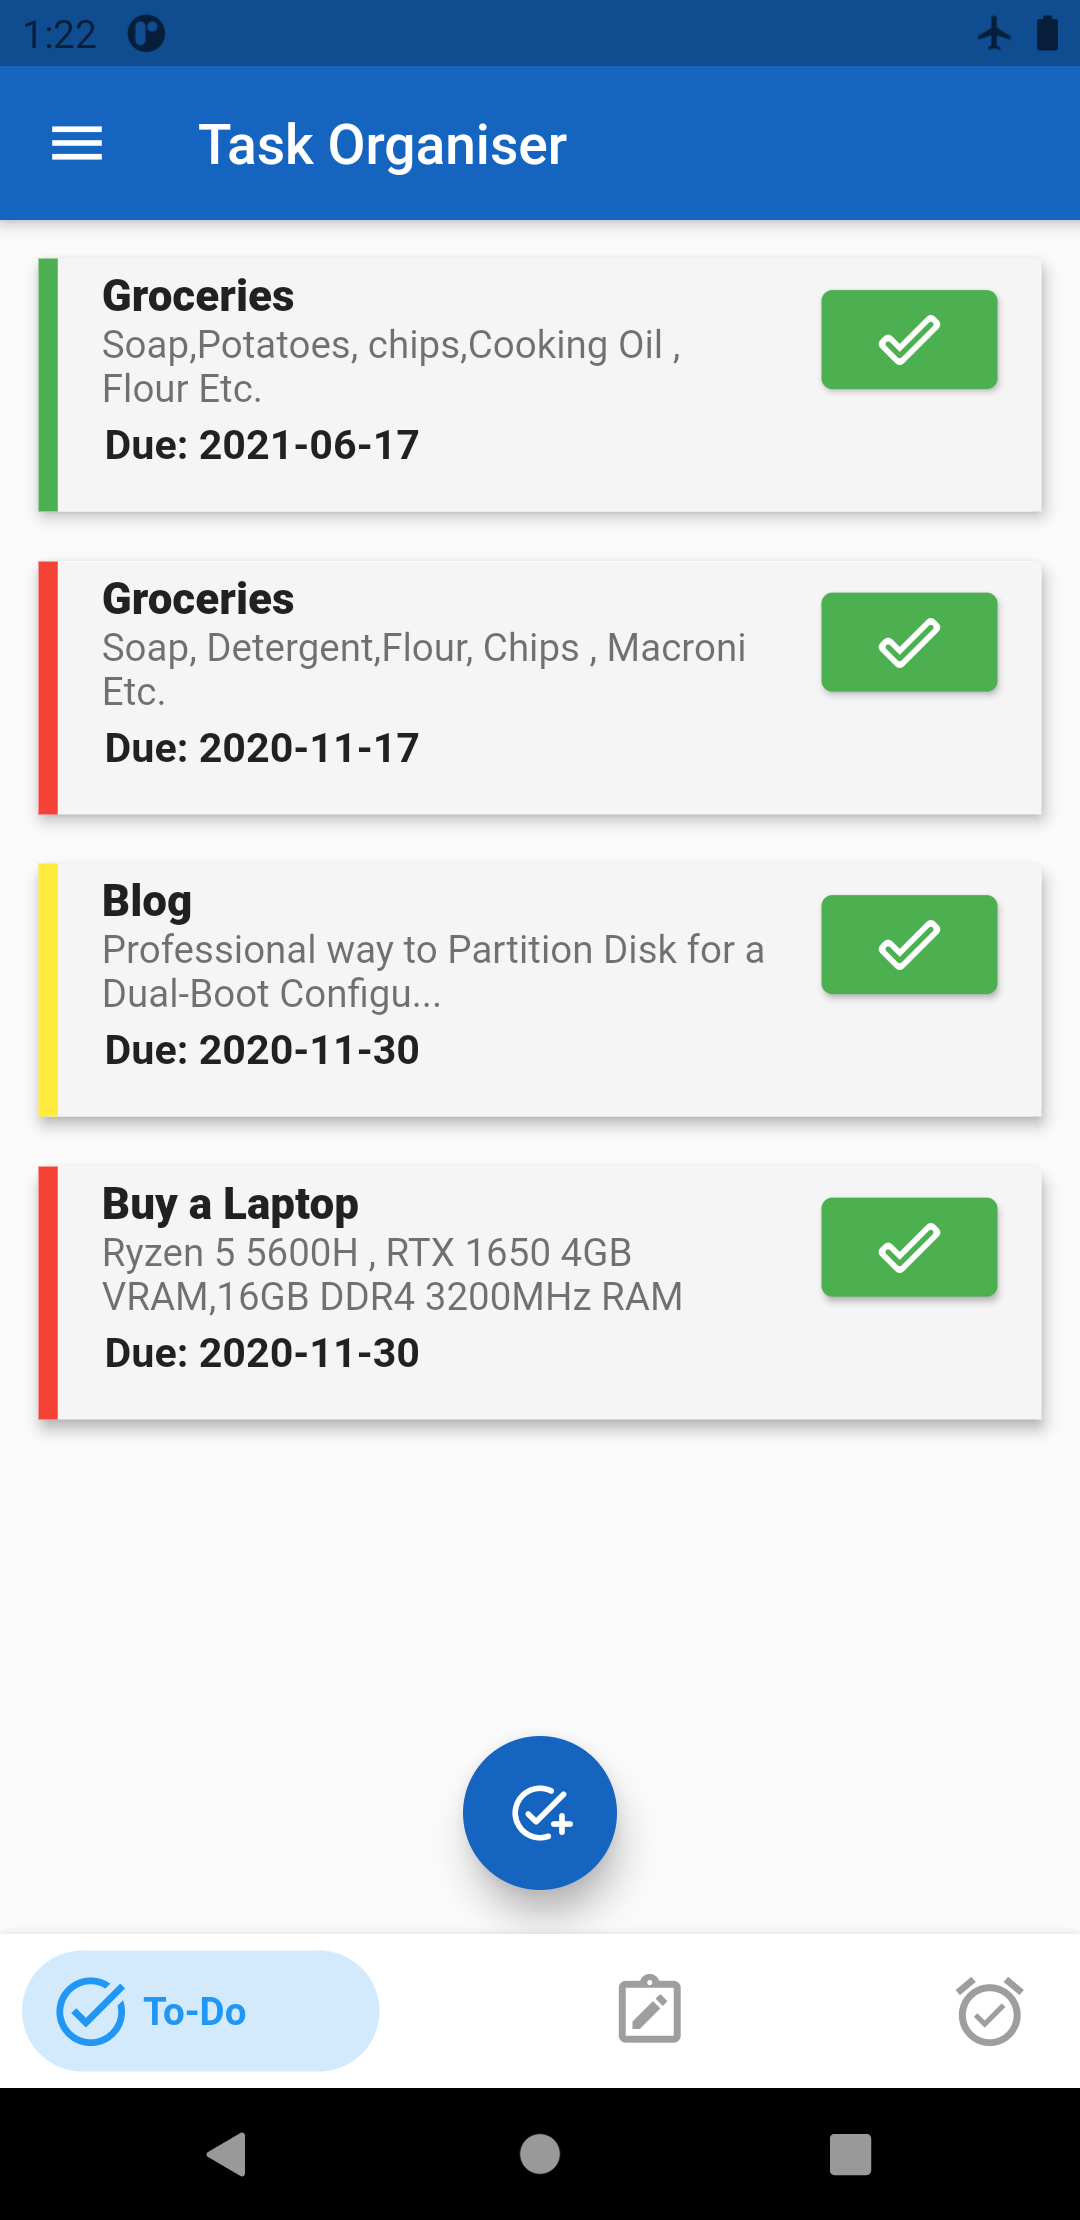 1:22
Task Organiser
Groceries
Soap,Potatoes, chips,Cooking Oil ,
Flour Etc.
Due: 2021-06-17
Groceries
Soap, Detergent,Flour, Chips , Macroni
Etc.
Due: 2020-11-17
Blog
Professional way to Partition Disk for a
Dual-Boot Configu...
Due: 2020-11-30
Buy a Laptop
Ryzen 5 5600H , RTX 1650 4GB
VRAM,16GB DDR4 3200MHz RAM
Due: 2020-11-30
To-Do